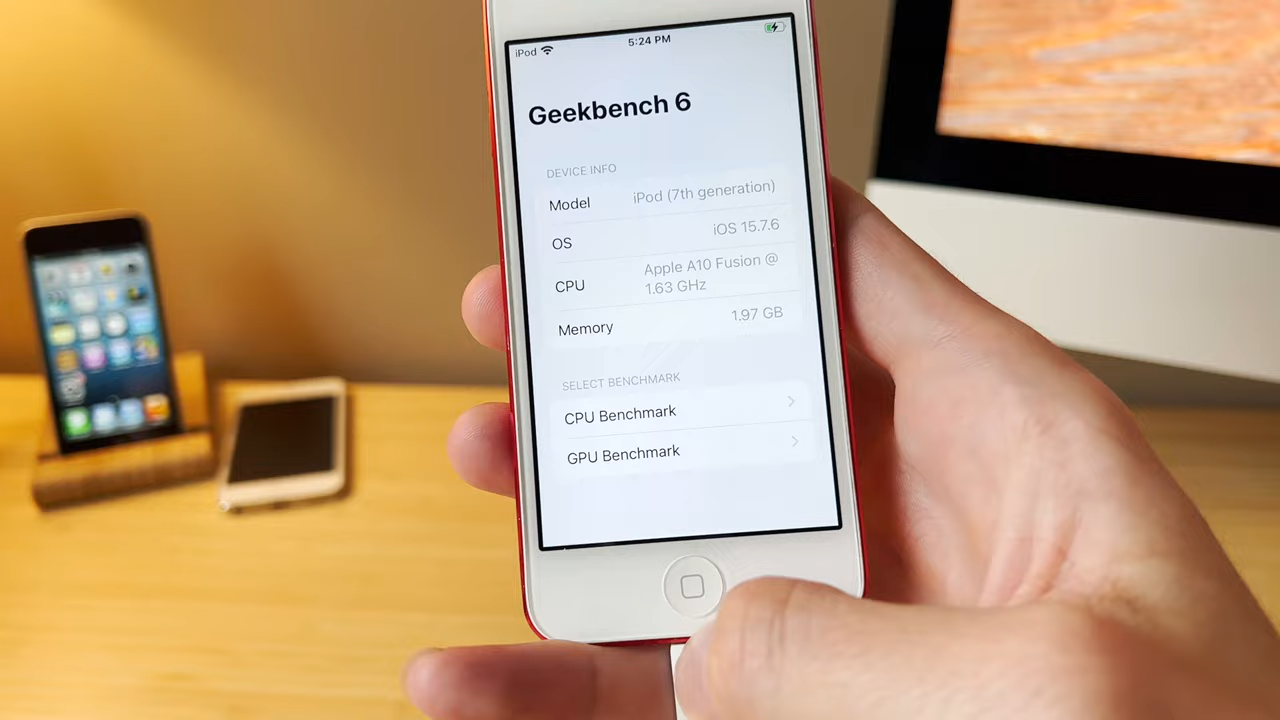 iPod 5:24 PM
Geekbench 6
DEVICE INFO
Model iPod (7th generation)
OS iOS 15.7.6
CPU Apple A10 Fusion @
1.63 GHz
Memory 1.97 GB
SELECT BENCHMARK
CPU Benchmark
GPU Benchmark